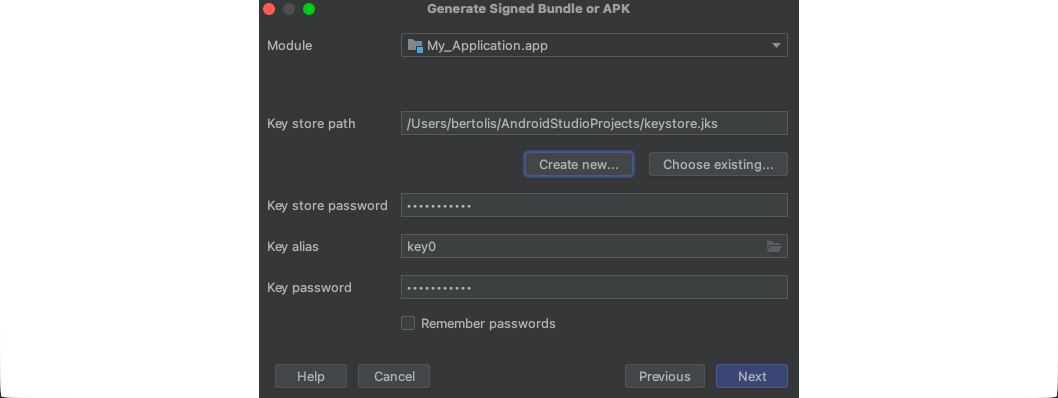 Generate Signed Bundle or APK
Module My_Application.app
Key store path /Users/bertolis/AndroidStudioProjects/keystore.jks
Create new... Choose existing...
Key store password •••••••••••
Key alias key0
Key password •••••••••••
Remember passwords
Help Cancel Previous Next